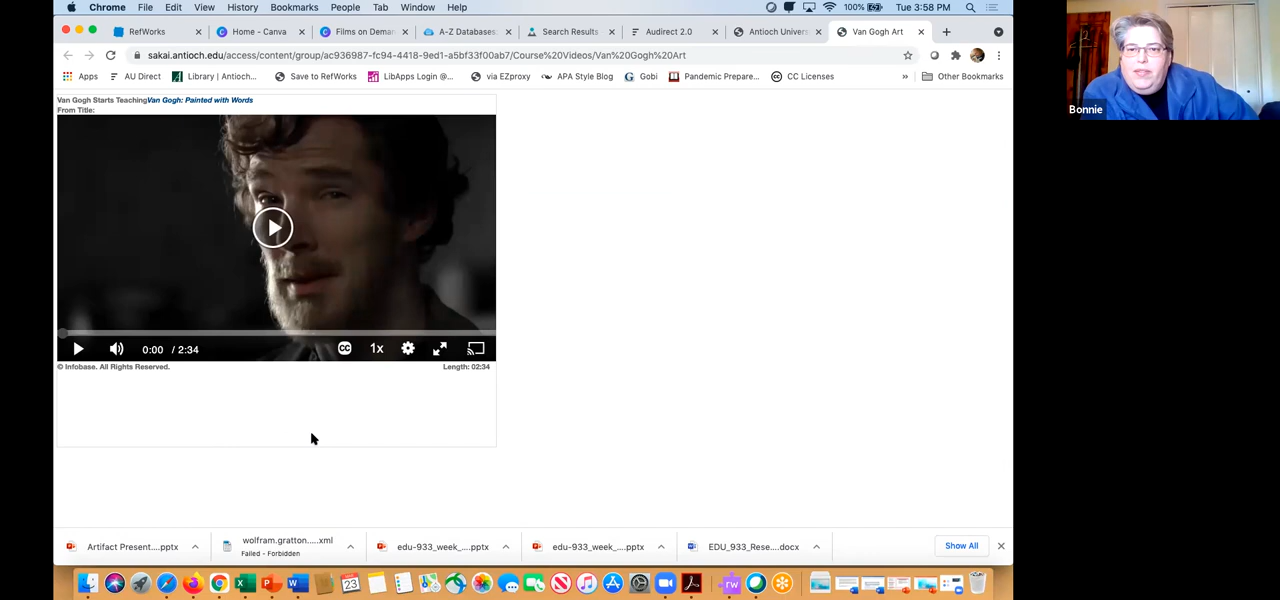 Chrome File Edit View History Bookmarks People Tab Window Help 100% Tue 3:58 PM
RefWorks Home - Canva Films on Deman A-Z Databases: Search Results Audirect 2.0 Antioch Univers Van Gogh Art
sakai.antioch.edu/access/content/group/ac936987-fc94-4418-9ed1-a5bf33f00ab7/Course%20Videos/Van%20Gogh%20Art
Apps AU Direct Library | Antioch... Save to RefWorks LibApps Login @... via EZproxy APA Style Blog Gobi Pandemic Prepare... CC Licenses » Other Bookmarks
Bonnie
Van Gogh Starts TeachingVan Gogh: Painted with Words
From Title:
0:00 / 2:34 CC 1x
© Infobase. All Rights Reserved. Length: 02:34
Artifact Present....pptx wolfram.gratton.....xml edu-933_week_....pptx edu-933_week_....pptx EDU_933_Rese....docx Show All
Failed - Forbidden
23 rw